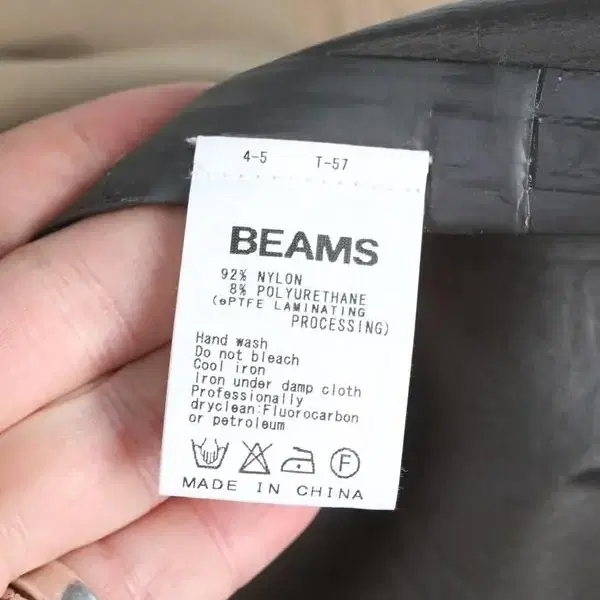 4-5 T-57
BEAMS
92% NYLON
8% POLYURETHANE
(ePTFE LAMINATING
PROCESSING)
Hand wash
Do not bleach
Cool iron
Iron under damp cloth
Professionally
dryclean:Fluorocarbon
or petroleum
F
MADE IN CHINA